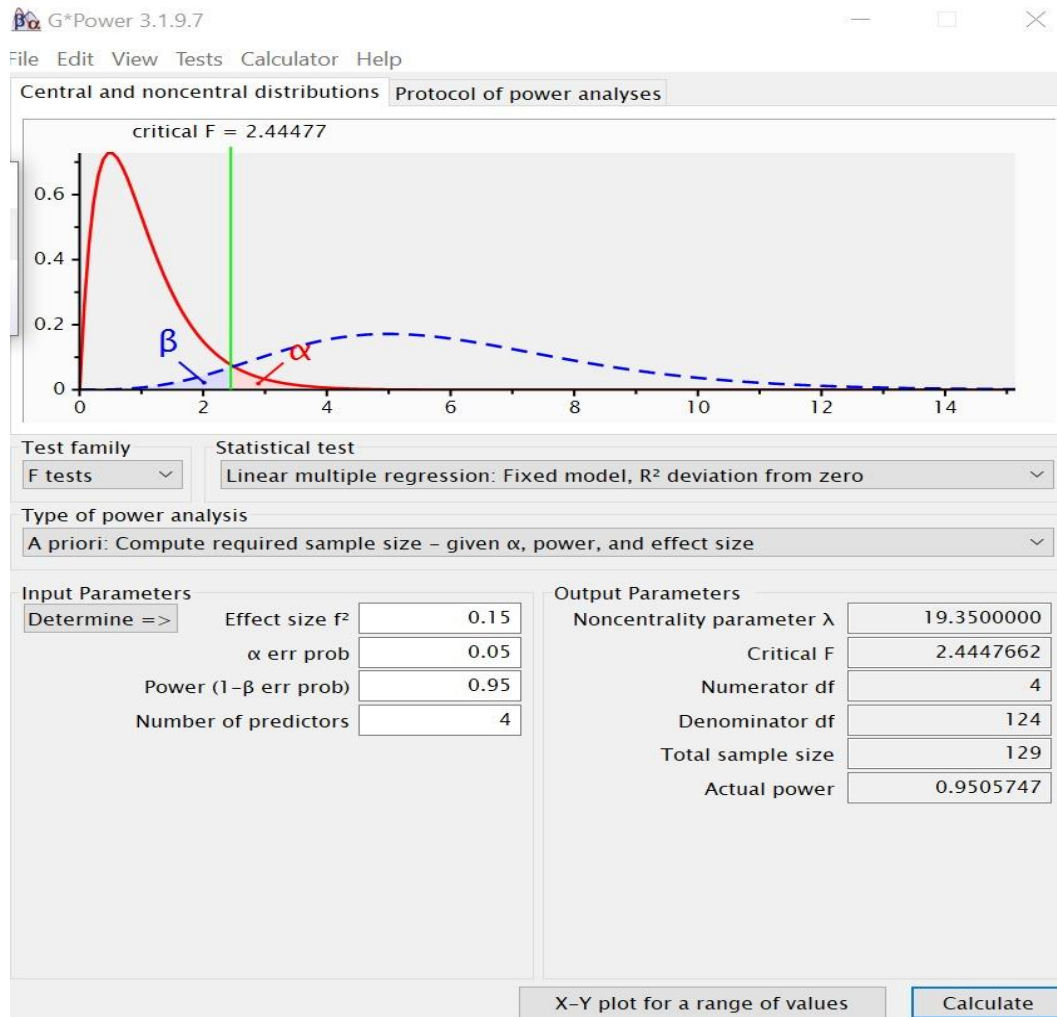 βα G*Power 3.1.9.7
File Edit View Tests Calculator Help
Central and noncentral distributions Protocol of power analyses
critical F = 2.44477
0.6
0.4
0.2
β α
0
0 2 4 6 8 10 12 14
Test family Statistical test
F tests Linear multiple regression: Fixed model, R² deviation from zero
Type of power analysis
A priori: Compute required sample size – given α, power, and effect size
Input Parameters Output Parameters
Determine => Effect size f² 0.15 Noncentrality parameter λ 19.3500000
α err prob 0.05 Critical F 2.4447662
Power (1-β err prob) 0.95 Numerator df 4
Number of predictors 4 Denominator df 124
Total sample size 129
Actual power 0.9505747
X-Y plot for a range of values Calculate